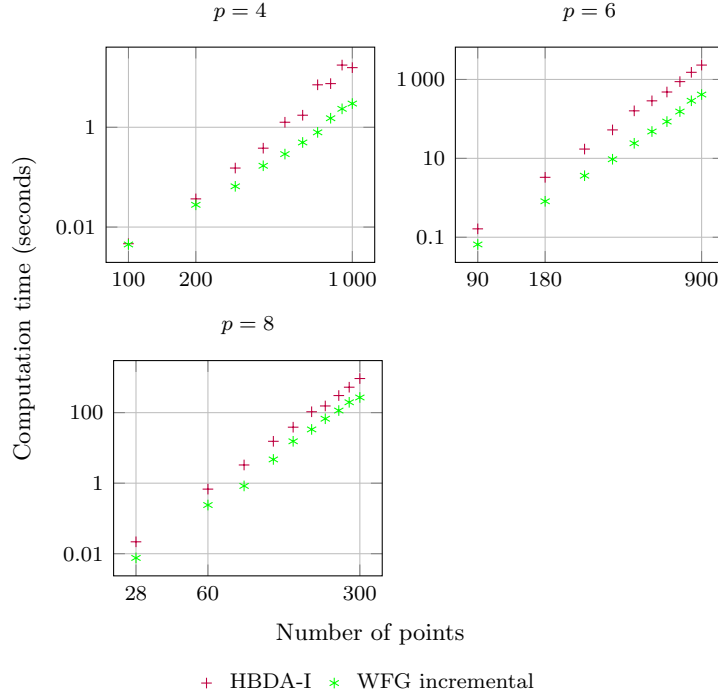 p = 4
p = 6
1
0.01
100 200 1 000
1 000
10
0.1
90 180 900
p = 8
100
1
0.01
28 60 300
Computation time (seconds)
Number of points
HBDA-I WFG incremental